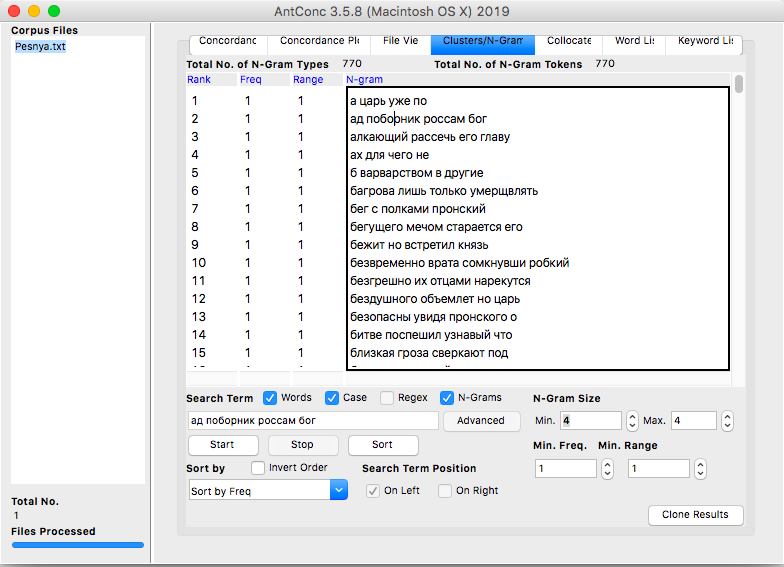 AntConc 3.5.8 (Macintosh OS X) 2019
Corpus Files
Pesnya.txt
Concordanc Concordance Plo File Vie Clusters/N-Gram Collocate Word Lis Keyword Lis
Total No. of N-Gram Types 770 Total No. of N-Gram Tokens 770
Rank Freq Range N-gram
1 1 1 а царь уже по
2 1 1 ад поборник россам бог
3 1 1 алкающий рассечь его главу
4 1 1 ах для чего не
5 1 1 б варварством в другие
6 1 1 багрова лишь только умерщвлять
7 1 1 бег с полками пронский
8 1 1 бегущего мечом старается его
9 1 1 бежит но встретил князь
10 1 1 безвременно врата сомкнувши робкий
11 1 1 безгрешно их отцами нарекутся
12 1 1 бездушного объемлет но царь
13 1 1 безопасны увидя пронского о
14 1 1 битве поспешил узнавый что
15 1 1 близкая гроза сверкают под
Search Term Words Case Regex N-Grams N-Gram Size
ад поборник россам бог Advanced Min. 4 Max. 4
Start Stop Sort Min. Freq. Min. Range
Sort by Invert Order Search Term Position 1 1
Sort by Freq On Left On Right
Total No.
1
Files Processed
Clone Results